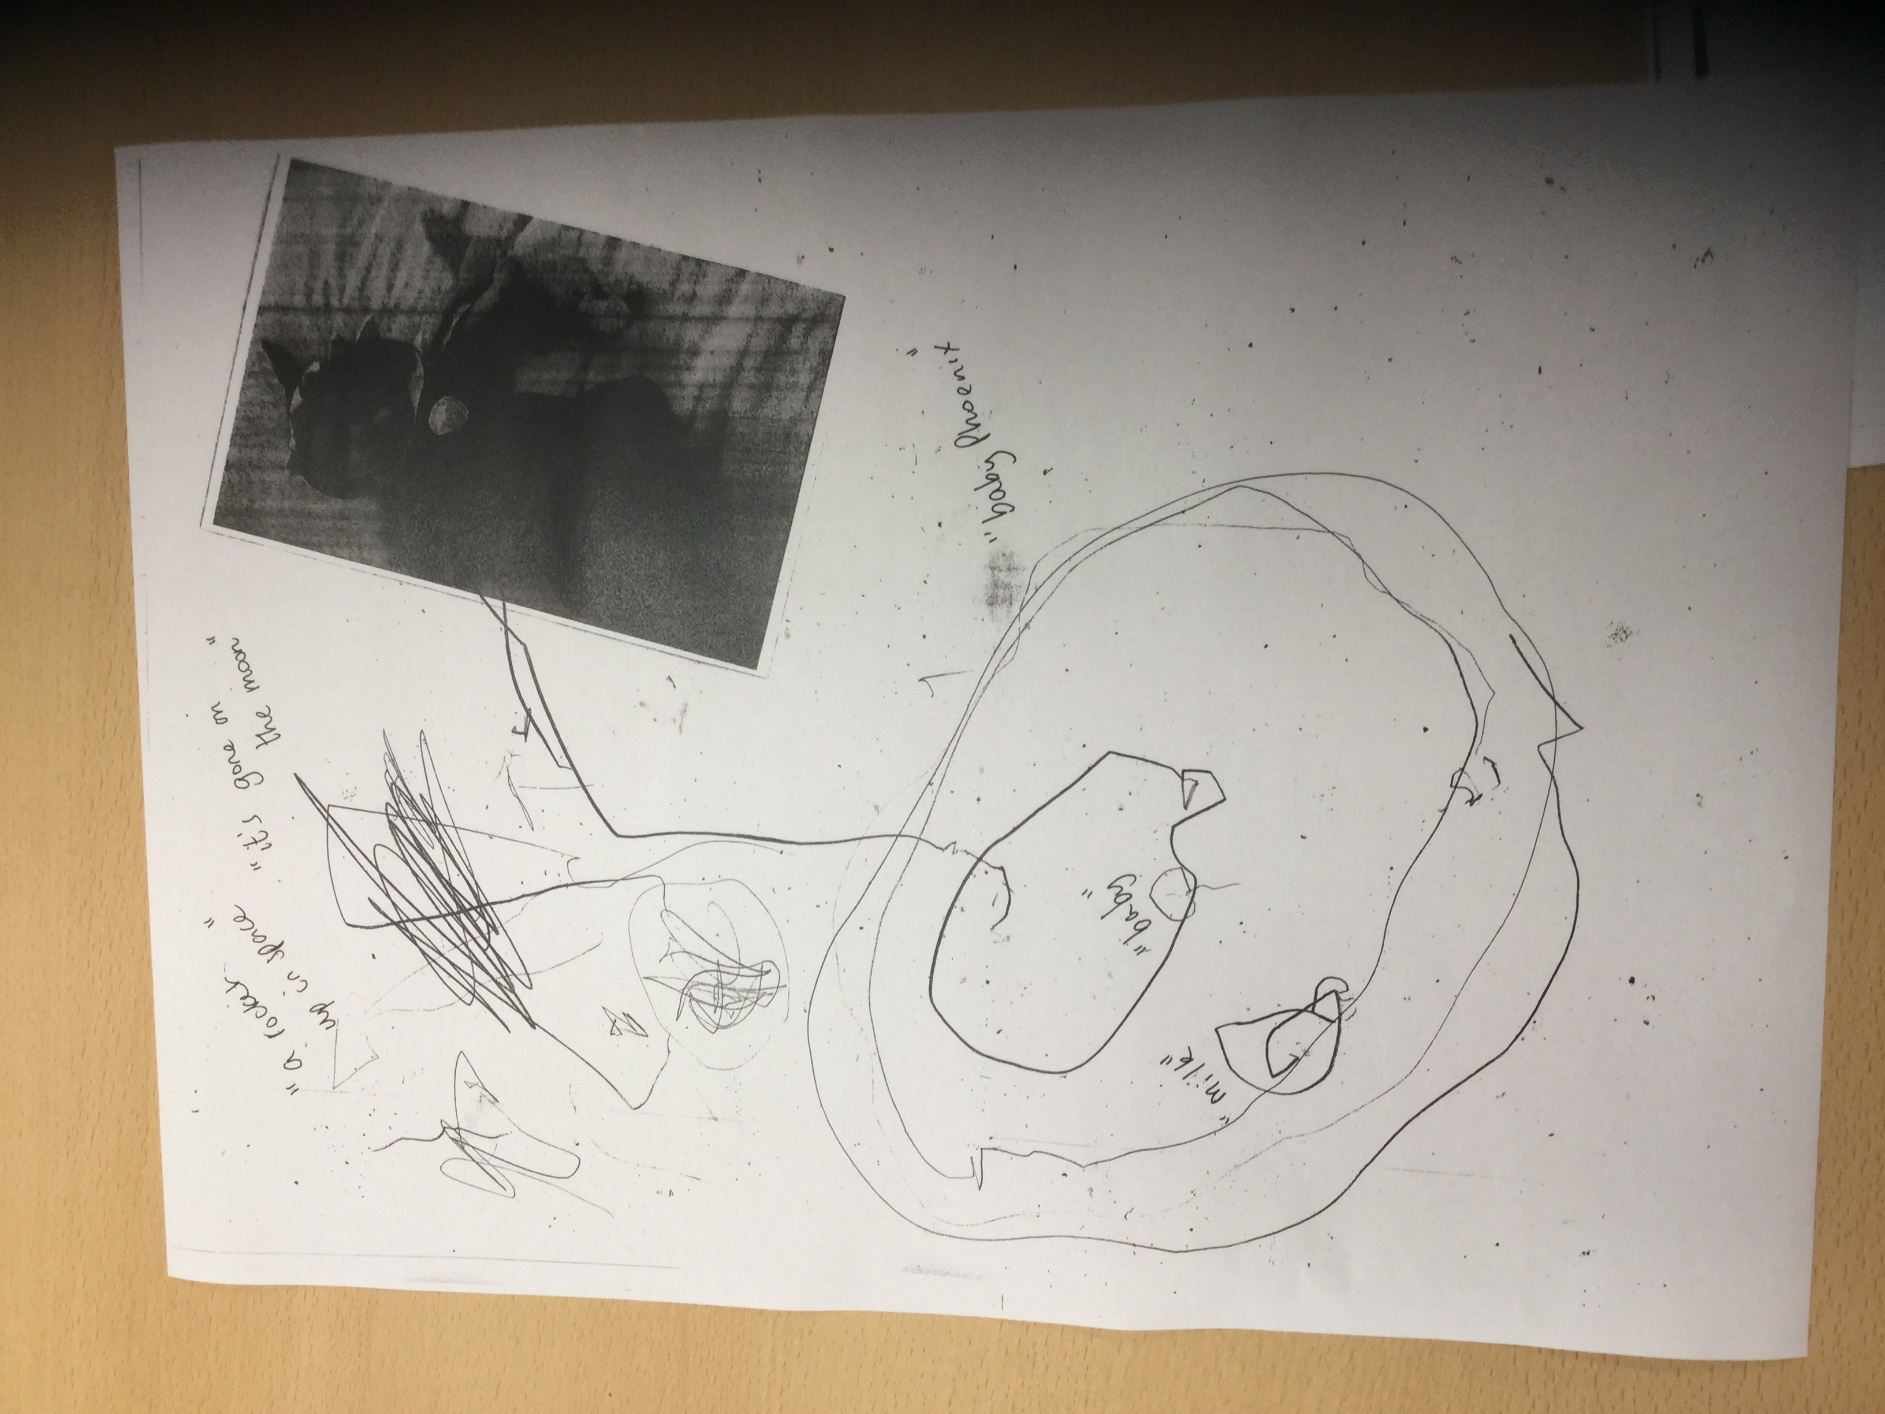 "a rocket
up in space"
"it's gone on
the moon"
"baby Phoenix"
"baby"
"milk"